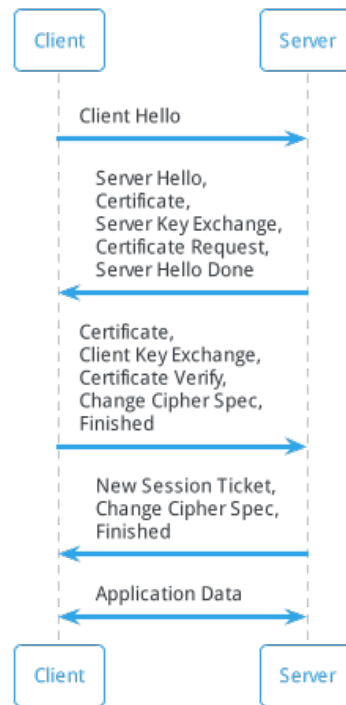 Client
Server
Client Hello
Server Hello,
Certificate,
Server Key Exchange,
Certificate Request,
Server Hello Done
Certificate,
Client Key Exchange,
Certificate Verify,
Change Cipher Spec,
Finished
New Session Ticket,
Change Cipher Spec,
Finished
Application Data
Client
Server